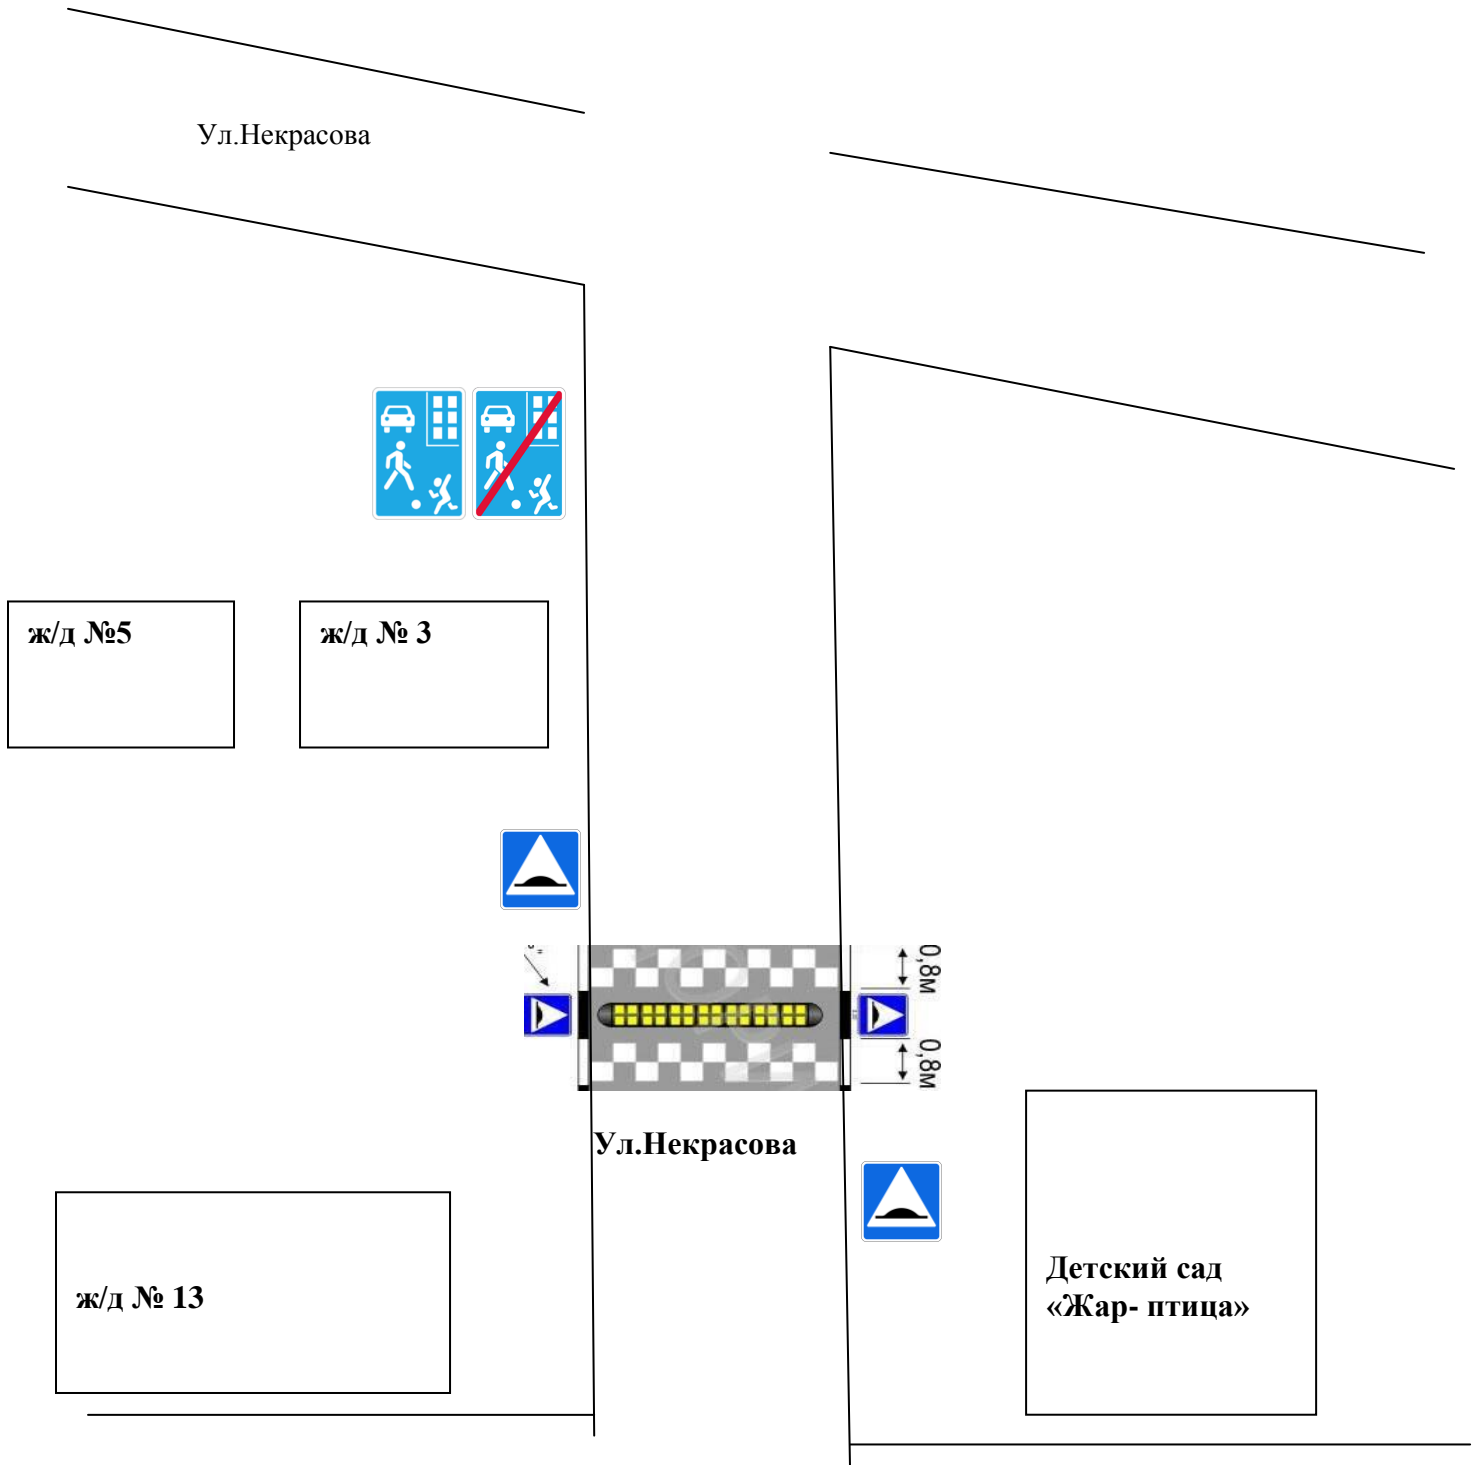 Ул.Некрасова
ж/д №5
ж/д № 3
0,8м
0,8м
Ул.Некрасова
ж/д № 13
Детский сад
«Жар- птица»